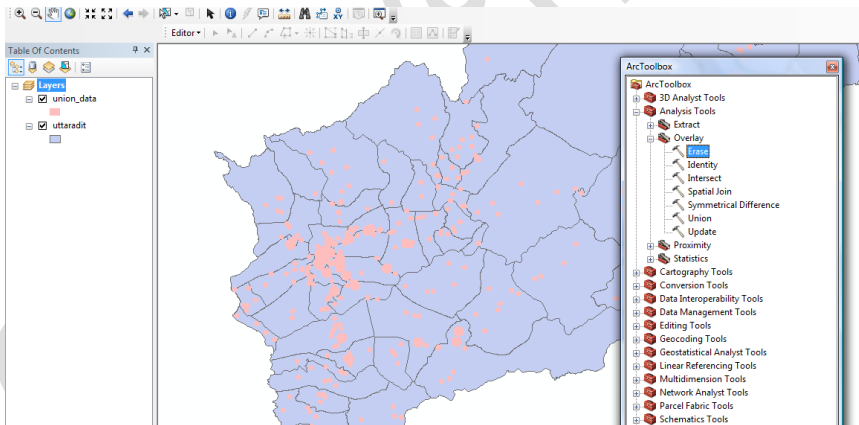 Editor
Table Of Contents
Layers
union_data
uttaradit
ArcToolbox
ArcToolbox
3D Analyst Tools
Analysis Tools
Extract
Overlay
Erase
Identity
Intersect
Spatial Join
Symmetrical Difference
Union
Update
Proximity
Statistics
Cartography Tools
Conversion Tools
Data Interoperability Tools
Data Management Tools
Editing Tools
Geocoding Tools
Geostatistical Analyst Tools
Linear Referencing Tools
Multidimension Tools
Network Analyst Tools
Parcel Fabric Tools
Schematics Tools